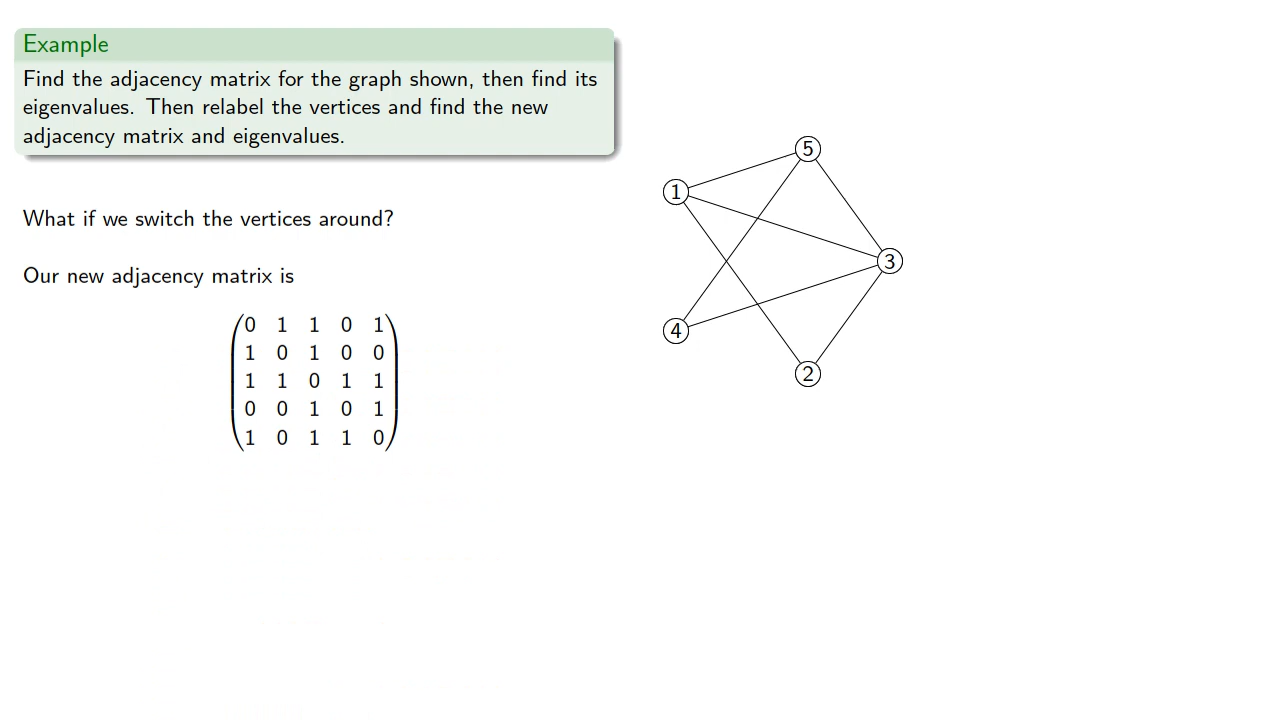 Example
Find the adjacency matrix for the graph shown, then find its
eigenvalues. Then relabel the vertices and find the new
adjacency matrix and eigenvalues.
What if we switch the vertices around?
Our new adjacency matrix is
0 1 1 0 1
1 0 1 0 0
1 1 0 1 1
0 0 1 0 1
1 0 1 1 0
5
1
3
4
2